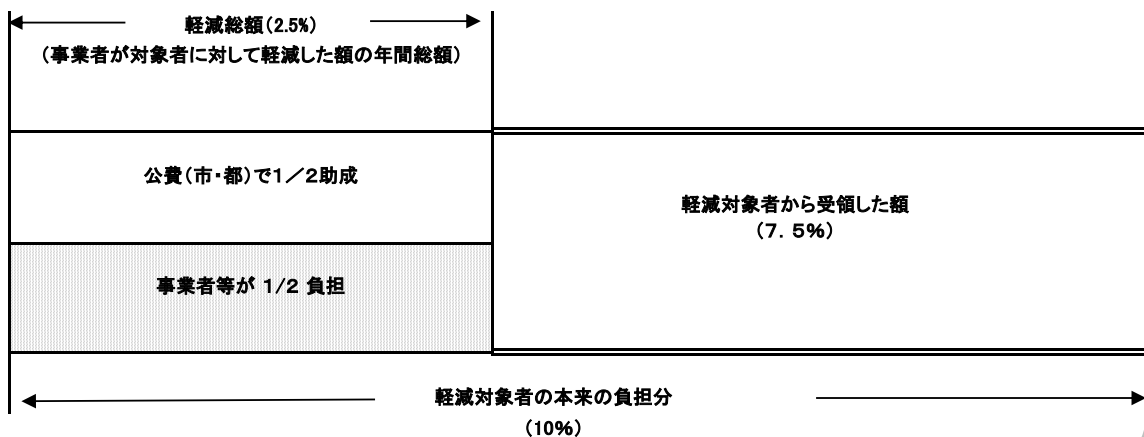 軽減総額(2.5%)
(事業者が対象者に対して軽減した額の年間総額)
公費(市・都)で1/2助成
軽減対象者から受領した額
(7.5%)
事業者等が 1/2 負担
軽減対象者の本来の負担分
(10%)